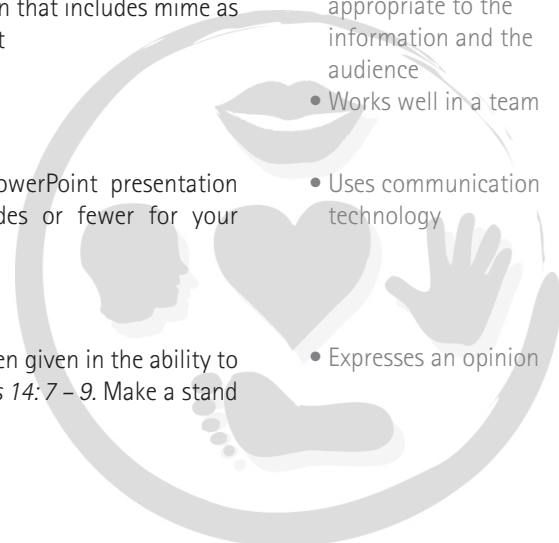 n that includes mime as
t
appropriate to the
information and the
audience
• Works well in a team
owerPoint presentation
des or fewer for your
• Uses communication
technology
en given in the ability to
s 14: 7 – 9. Make a stand
• Expresses an opinion